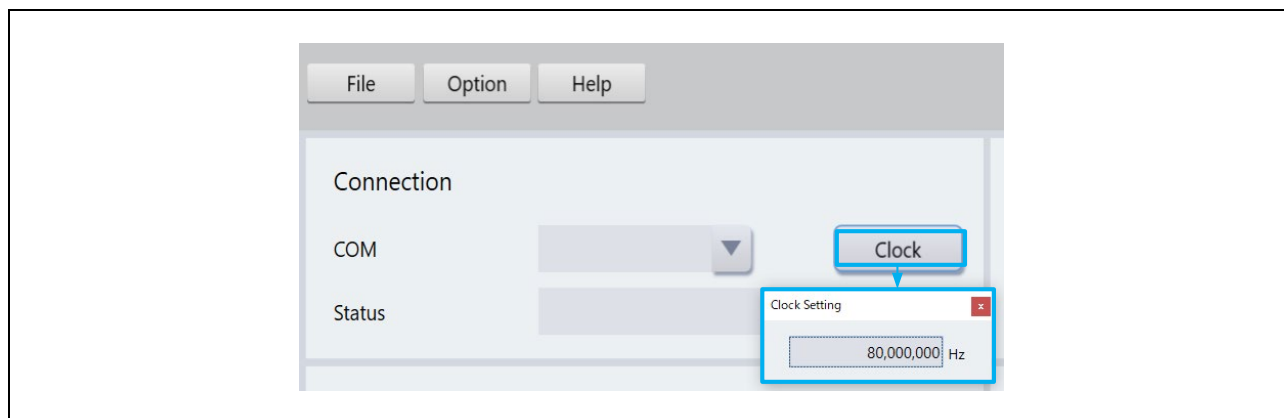 File Option Help
Connection
COM Clock
Status
Clock Setting x
80,000,000 Hz